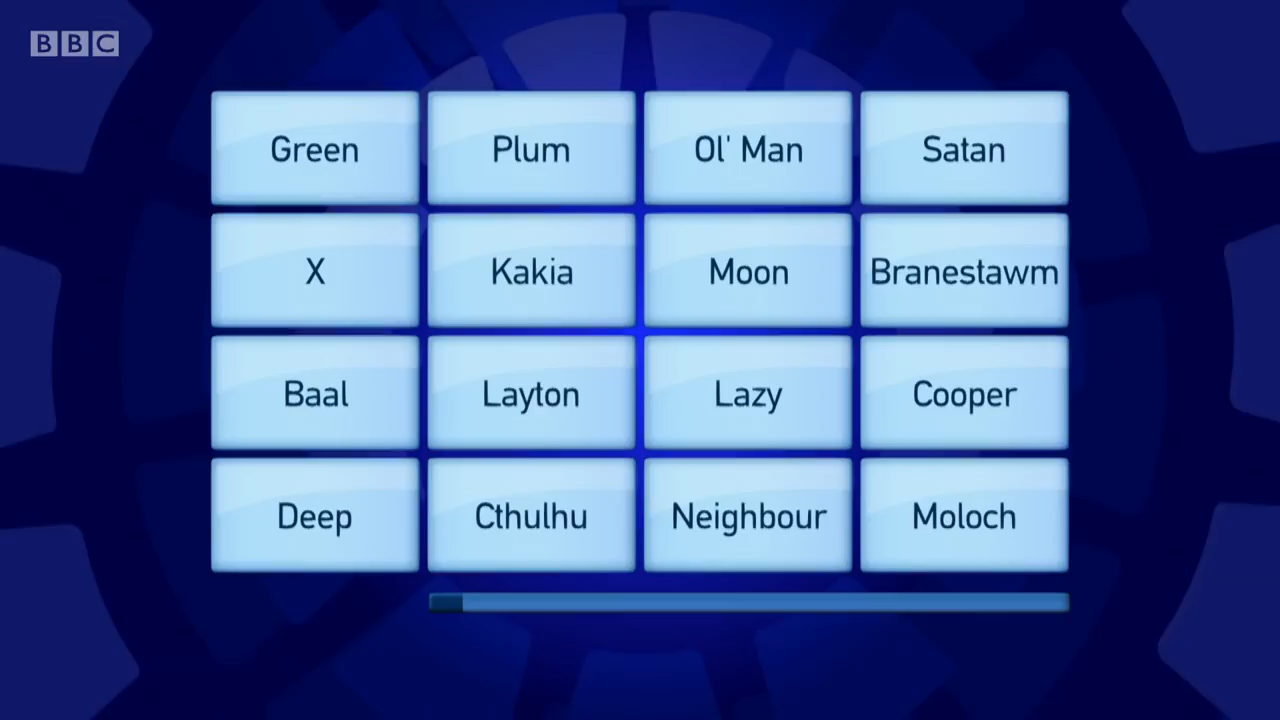 BBC
Green
Plum
Ol' Man
Satan
X
Kakia
Moon
Branestawm
Baal
Layton
Lazy
Cooper
Deep
Cthulhu
Neighbour
Moloch